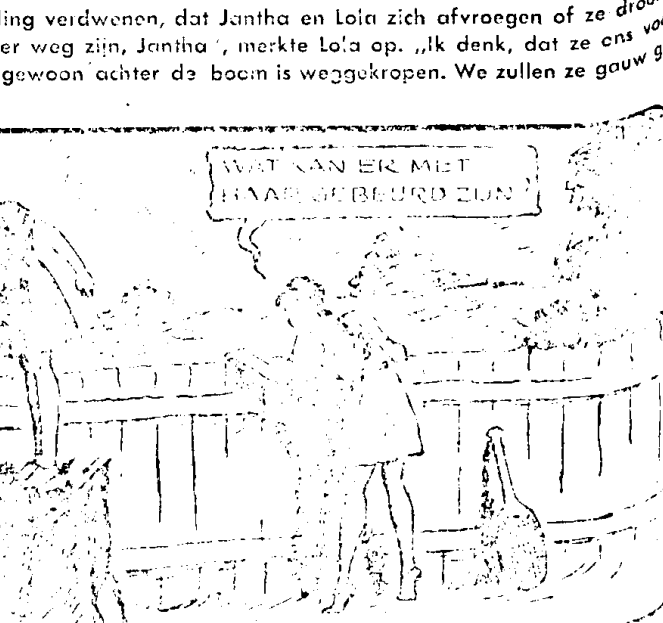 ling verdwenen, dat Jantha en Lola zich afvroegen of ze
er weg zijn, Jantha", merkte Lola op. „Ik denk, dat ze ons
gewoon achter de boom is weggekropen. We zullen ze gauw
WAT KAN ER MET
HAAR GEBEURD ZIJN?